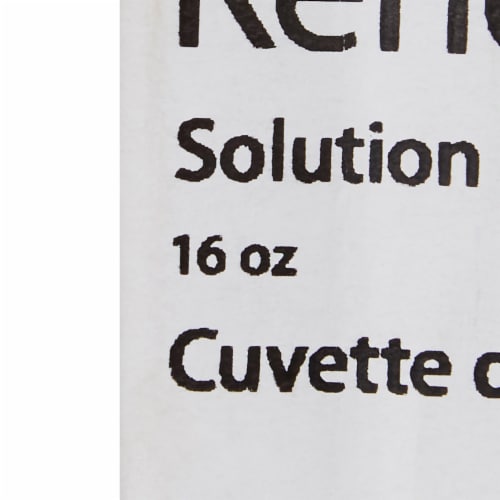 Solution
16 oz
Cuvette